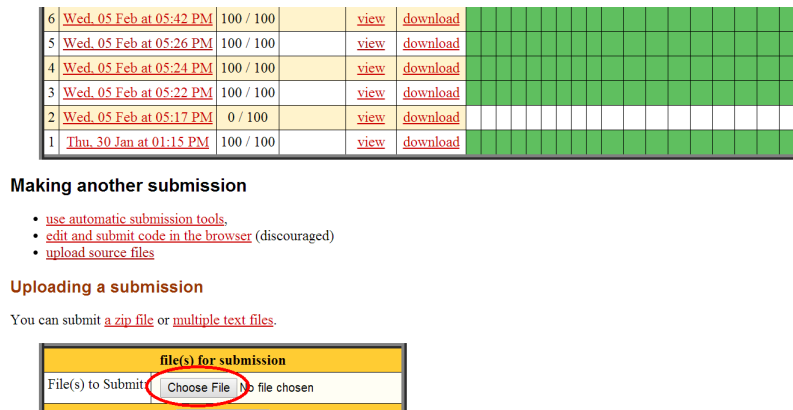 6 Wed, 05 Feb at 05:42 PM 100 / 100 view download
5 Wed, 05 Feb at 05:26 PM 100 / 100 view download
4 Wed, 05 Feb at 05:24 PM 100 / 100 view download
3 Wed, 05 Feb at 05:22 PM 100 / 100 view download
2 Wed, 05 Feb at 05:17 PM 0 / 100 view download
1 Thu, 30 Jan at 01:15 PM 100 / 100 view download
Making another submission
• use automatic submission tools,
• edit and submit code in the browser (discouraged)
• upload source files
Uploading a submission
You can submit a zip file or multiple text files.
file(s) for submission
File(s) to Submit: Choose File No file chosen